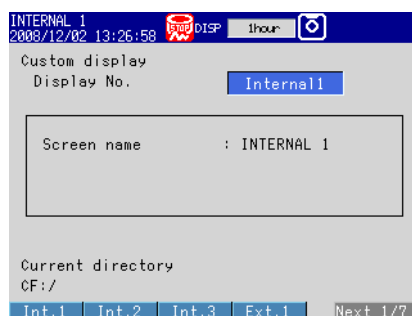 INTERNAL 1
2008/12/02 13:26:58 STOP DISP 1hour
Custom display
Display No. Internal1
Screen name : INTERNAL 1
Current directory
CF:/
Int.1 Int.2 Int.3 Ext.1 Next 1/7